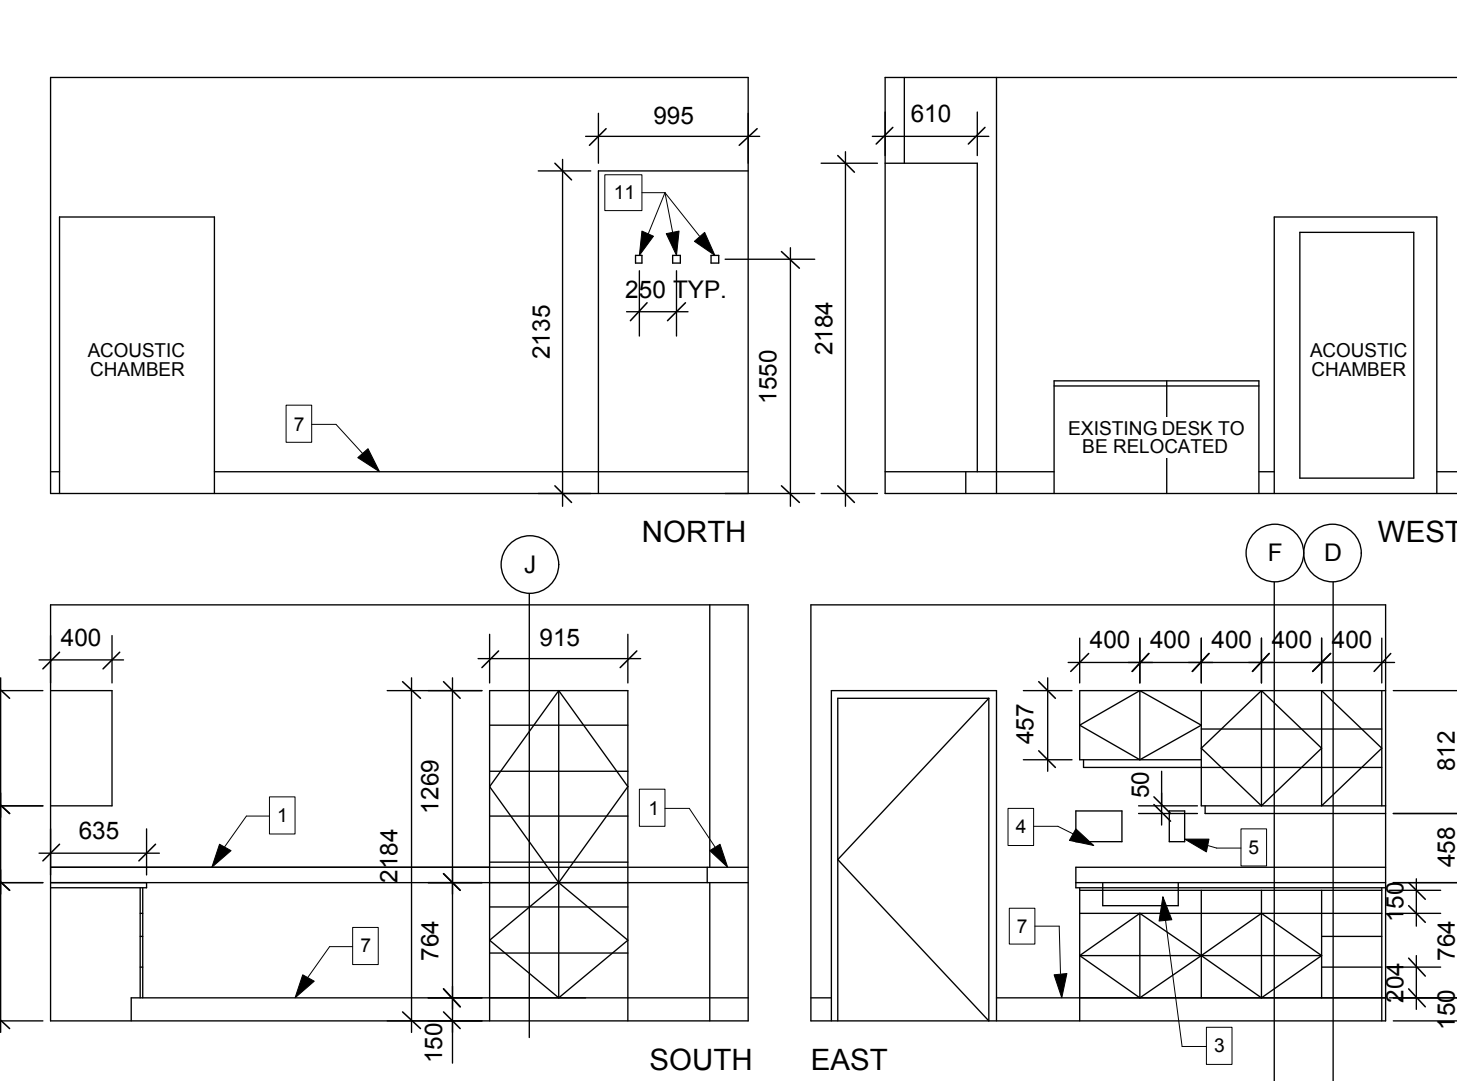 995
11
250 TYP.
2135
1550
ACOUSTIC
CHAMBER
7
NORTH
610
2184
EXISTING DESK TO
BE RELOCATED
ACOUSTIC
CHAMBER
WEST
J
400
915
635
1
1269
1
2184
764
7
150
SOUTH
F
D
400 400 400 400 400
457
812
50
4
5
458
150
7
764
204
150
3
EAST